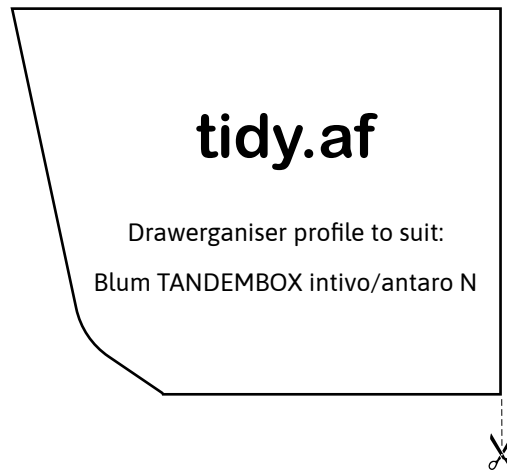 tidy.af
Drawerganiser profile to suit:
Blum TANDEMBOX intivo/antaro N